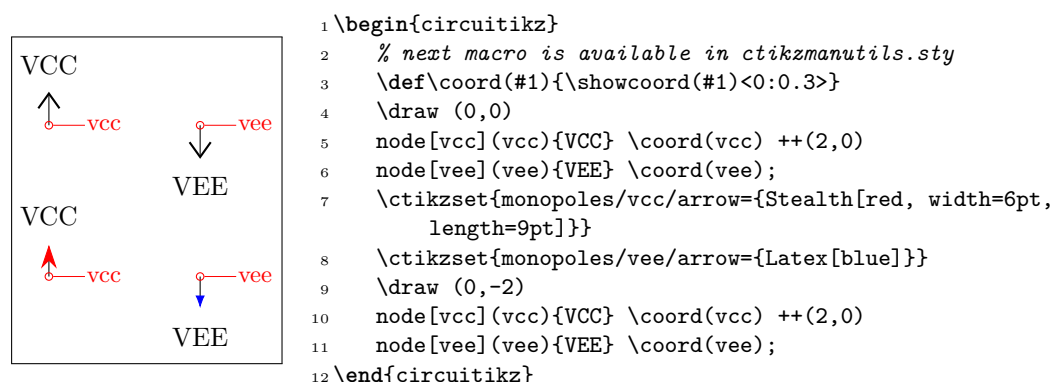 VCC
vcc
vee
VEE
VCC
vcc
vee
VEE
1 \begin{circuitikz}
2     % next macro is available in ctikzmanutils.sty
3     \def\coord(#1){\showcoord(#1)<0:0.3>}
4     \draw (0,0)
5     node[vcc](vcc){VCC} \coord(vcc) ++(2,0)
6     node[vee](vee){VEE} \coord(vee);
7     \ctikzset{monopoles/vcc/arrow={Stealth[red, width=6pt,
length=9pt]}}
8     \ctikzset{monopoles/vee/arrow={Latex[blue]}}
9     \draw (0,-2)
10     node[vcc](vcc){VCC} \coord(vcc) ++(2,0)
11     node[vee](vee){VEE} \coord(vee);
12 \end{circuitikz}